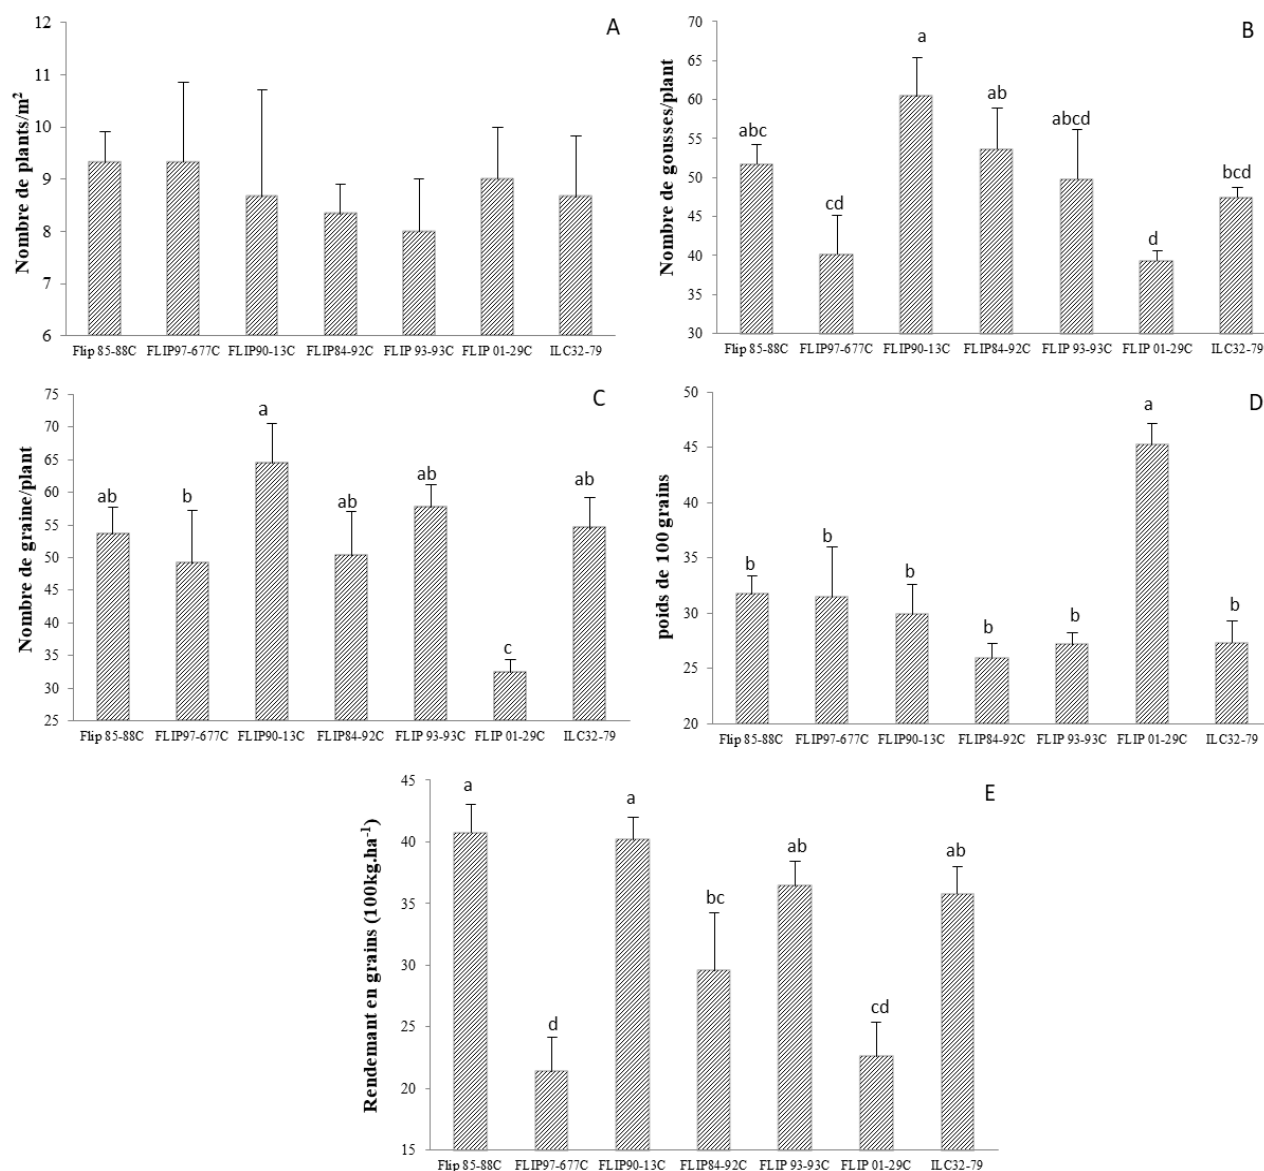 A
Nombre de plants/m²
12
11
10
9
8
7
6
Flip 85-88C FLIP97-677C FLIP90-13C FLIP84-92C FLIP 93-93C FLIP 01-29C ILC32-79
B
Nombre de gousses/plant
70
65
60
55
50
45
40
35
30
abc cd a ab abcd d bcd
Flip 85-88C FLIP97-677C FLIP90-13C FLIP84-92C FLIP 93-93C FLIP 01-29C ILC32-79
C
Nombre de graine/plant
75
70
65
60
55
50
45
40
35
30
25
ab b a ab ab c ab
Flip 85-88C FLIP97-677C FLIP90-13C FLIP84-92C FLIP 93-93C FLIP 01-29C ILC32-79
D
poids de 100 grains
50
45
40
35
30
25
20
b b b b b a b
Flip 85-88C FLIP97-677C FLIP90-13C FLIP84-92C FLIP 93-93C FLIP 01-29C ILC32-79
E
Rendemant en grains (100kg.ha⁻¹)
45
40
35
30
25
20
15
a d a bc ab cd ab
Flip 85-88C FLIP97-677C FLIP90-13C FLIP84-92C FLIP 93-93C FLIP 01-29C ILC32-79